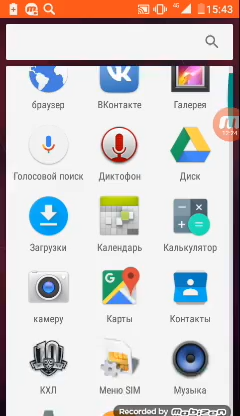 15:43
браузер ВКонтакте Галерея
Голосовой поиск Диктофон Диск
Загрузки Календарь Калькулятор
камеру Карты Контакты
КХЛ Меню SIM Музыка
Recorded by